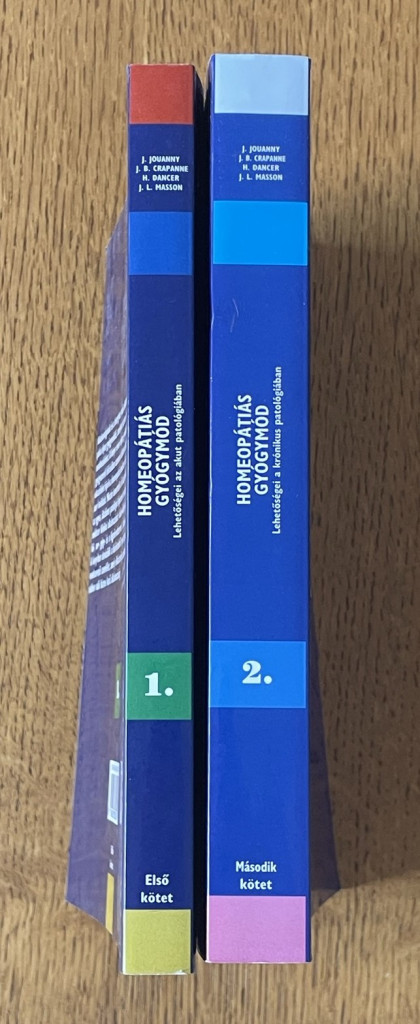 J. JOUANNY
J. B. CRAPANNE
H. DANCER
J. L. MASSON
HOMEOPÁTIÁS
GYÓGYMÓD
Lehetőségei az akut patológiában
1.
Első
kötet
J. JOUANNY
J. B. CRAPANNE
H. DANCER
J. L. MASSON
HOMEOPÁTIÁS
GYÓGYMÓD
Lehetőségei a krónikus patológiában
2.
Második
kötet